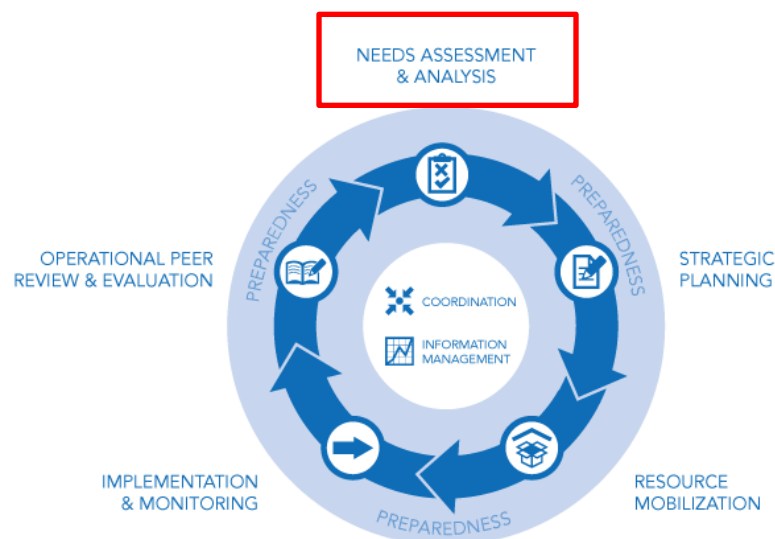 NEEDS ASSESSMENT
& ANALYSIS
PREPAREDNESS
PREPAREDNESS
OPERATIONAL PEER
REVIEW & EVALUATION
STRATEGIC
PLANNING
COORDINATION
INFORMATION
MANAGEMENT
IMPLEMENTATION
& MONITORING
RESOURCE
MOBILIZATION
PREPAREDNESS